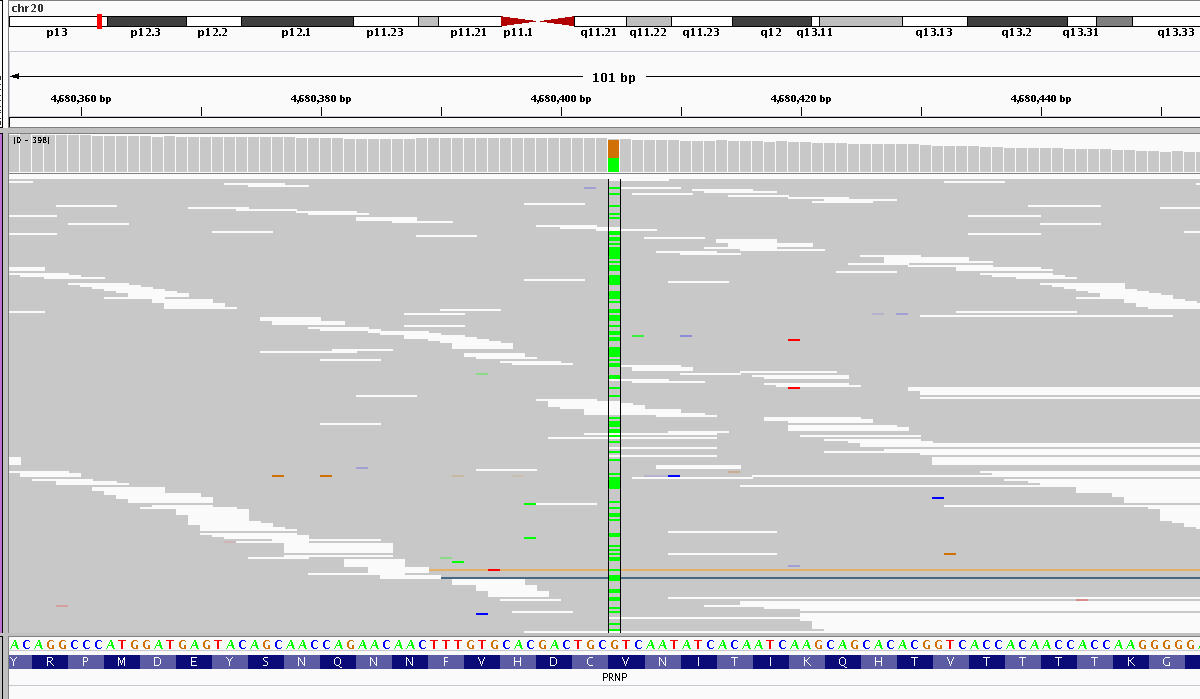 chr20
p13 p12.3 p12.2 p12.1 p11.23 p11.21 p11.1 q11.21 q11.22 q11.23 q12 q13.11 q13.13 q13.2 q13.31 q13.33
101 bp
4,680,360 bp 4,680,380 bp 4,680,400 bp 4,680,420 bp 4,680,440 bp
[0 - 398]
ACAGGCCCATGGATGAGTACAGCAACCAGAACAACTTTGTGCACGACTGCGTCAATATCACAATCAAGCAGCACACGGTCACCACAACCACCAAGGGGGA
Y R P M D E Y S N Q N N F V H D C V N I T I K Q H T V T T T T K G
PRNP